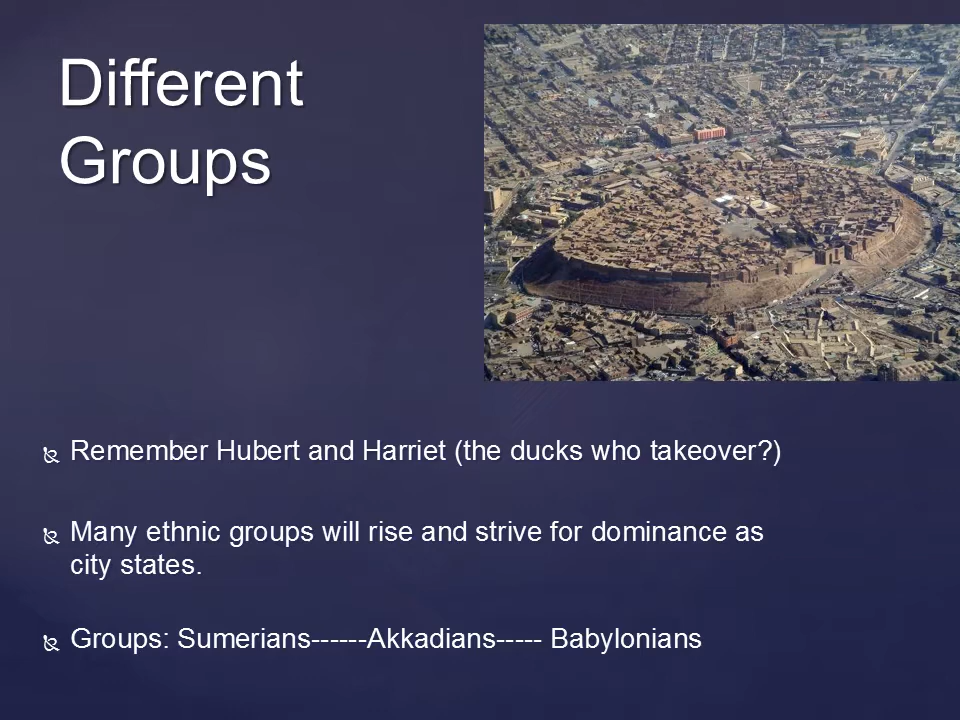 Different
Groups
Remember Hubert and Harriet (the ducks who takeover?)
Many ethnic groups will rise and strive for dominance as
city states.
Groups: Sumerians------Akkadians----- Babylonians